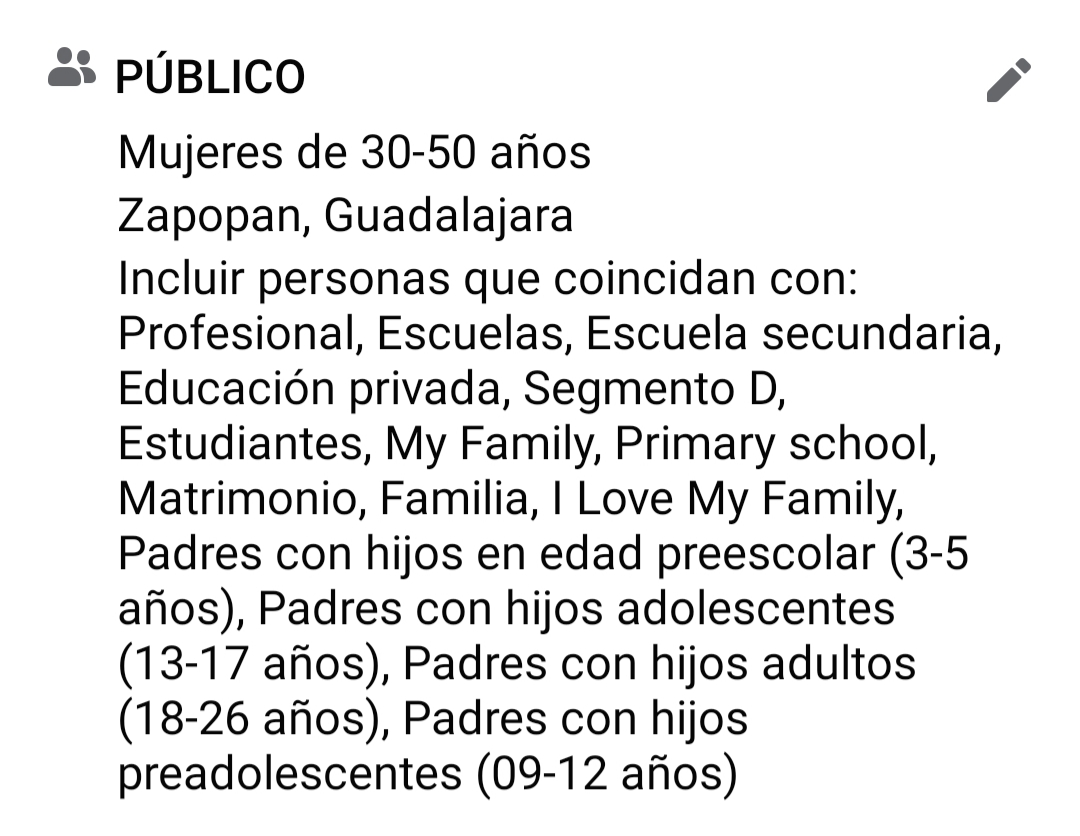 PÚBLICO
Mujeres de 30-50 años
Zapopan, Guadalajara
Incluir personas que coincidan con:
Profesional, Escuelas, Escuela secundaria,
Educación privada, Segmento D,
Estudiantes, My Family, Primary school,
Matrimonio, Familia, I Love My Family,
Padres con hijos en edad preescolar (3-5
años), Padres con hijos adolescentes
(13-17 años), Padres con hijos adultos
(18-26 años), Padres con hijos
preadolescentes (09-12 años)